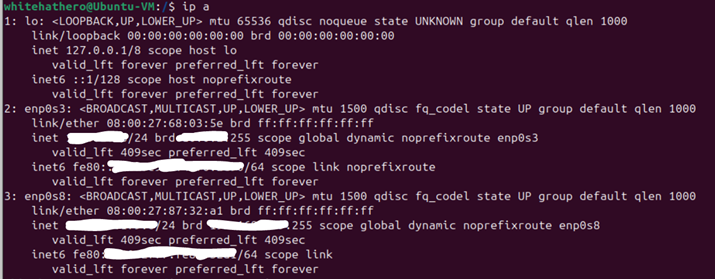 whitehathero@Ubuntu-VM:/$ ip a
1: lo: <LOOPBACK,UP,LOWER_UP> mtu 65536 qdisc noqueue state UNKNOWN group default qlen 1000
link/loopback 00:00:00:00:00:00 brd 00:00:00:00:00:00
inet 127.0.0.1/8 scope host lo
valid_lft forever preferred_lft forever
inet6 ::1/128 scope host noprefixroute
valid_lft forever preferred_lft forever
2: enp0s3: <BROADCAST,MULTICAST,UP,LOWER_UP> mtu 1500 qdisc fq_codel state UP group default qlen 1000
link/ether 08:00:27:68:03:5e brd ff:ff:ff:ff:ff:ff
inet /24 brd .255 scope global dynamic noprefixroute enp0s3
valid_lft 409sec preferred_lft 409sec
inet6 fe80: /64 scope link noprefixroute
valid_lft forever preferred_lft forever
3: enp0s8: <BROADCAST,MULTICAST,UP,LOWER_UP> mtu 1500 qdisc fq_codel state UP group default qlen 1000
link/ether 08:00:27:87:32:a1 brd ff:ff:ff:ff:ff:ff
inet /24 brd .255 scope global dynamic noprefixroute enp0s8
valid_lft 409sec preferred_lft 409sec
inet6 fe80: /64 scope link
valid_lft forever preferred_lft forever